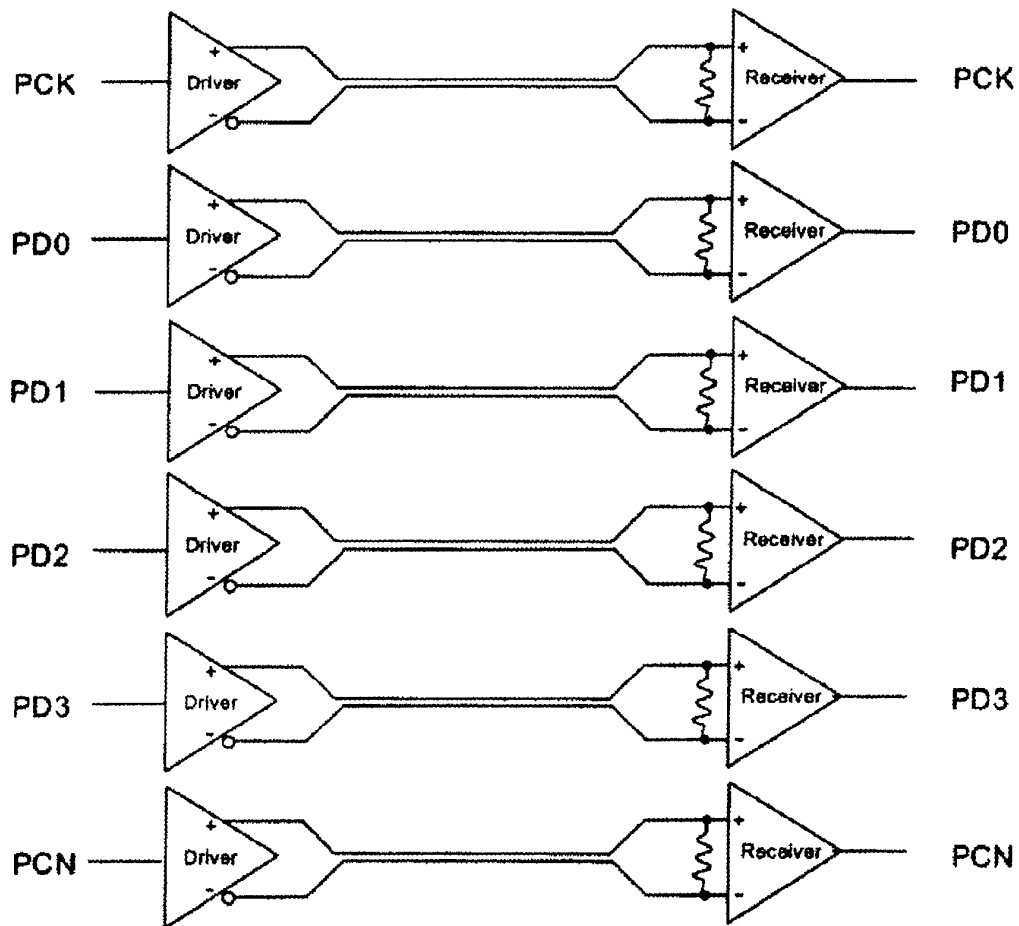 PCK + Driver - + Receiver - PCK
PD0 + Driver - + Receiver - PD0
PD1 + Driver - + Receiver - PD1
PD2 + Driver - + Receiver - PD2
PD3 + Driver - + Receiver - PD3
PCN + Driver - + Receiver - PCN